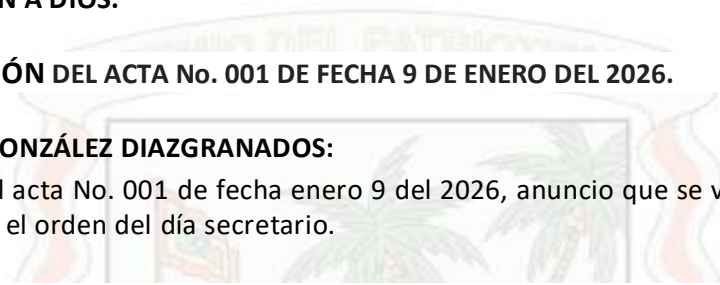 N A DIOS.
ÓN DEL ACTA No. 001 DE FECHA 9 DE ENERO DEL 2026.
ONZÁLEZ DIAZGRANADOS:
l acta No. 001 de fecha enero 9 del 2026, anuncio que se v
el orden del día secretario.